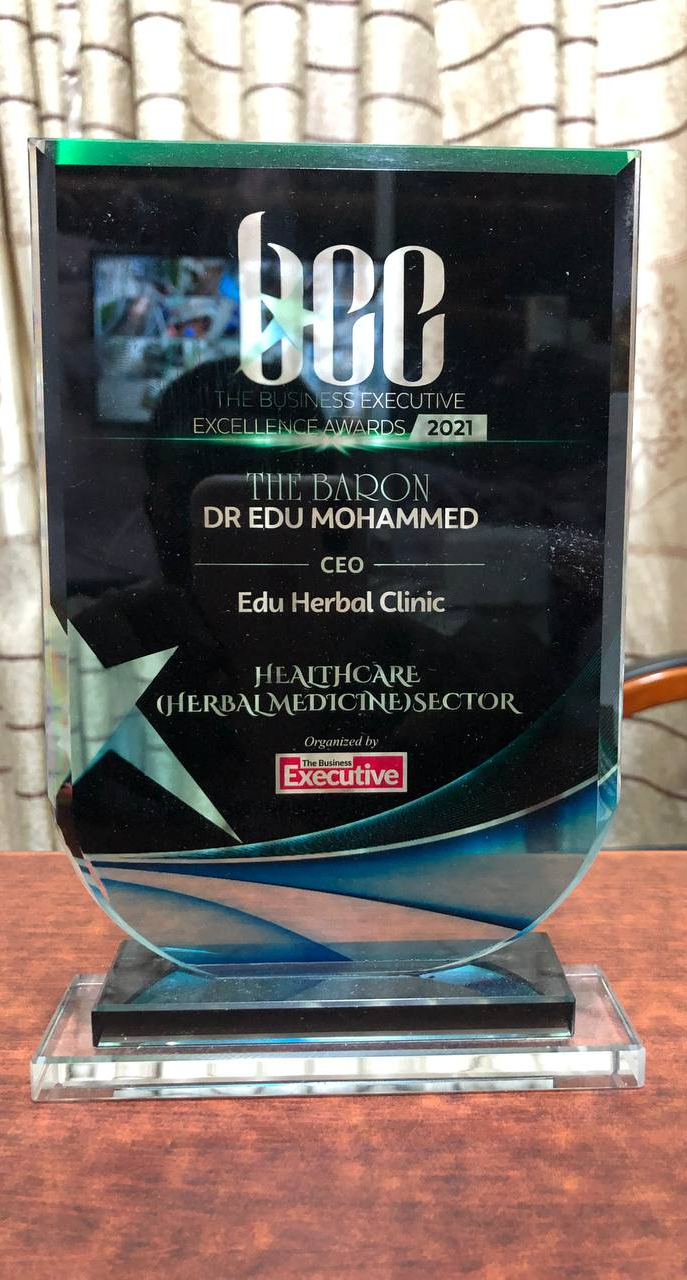 bee
THE BUSINESS EXECUTIVE
EXCELLENCE AWARDS 2021
THE BARON
DR EDU MOHAMMED
CEO
Edu Herbal Clinic
HEALTHCARE
(HERBAL MEDICINE) SECTOR
Organized by
The Business
Executive